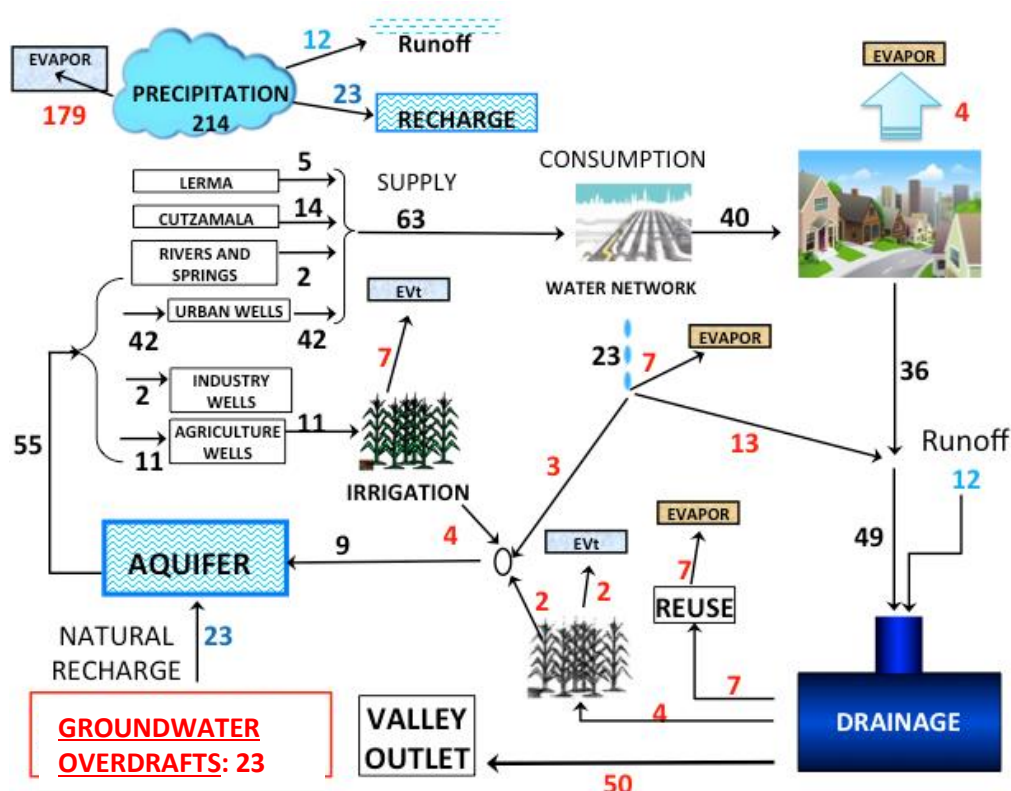 12
Runoff
EVAPOR
EVAPOR
179
PRECIPITATION
214
23
RECHARGE
4
CONSUMPTION
LERMA
5
SUPPLY
CUTZAMALA
14
63
40
RIVERS AND
SPRINGS
2
WATER NETWORK
EVt
42
URBAN WELLS
42
7
23
7
EVAPOR
36
2
INDUSTRY
WELLS
55
11
AGRICULTURE
WELLS
11
13
Runoff
12
IRRIGATION
3
EVAPOR
4
EVt
49
AQUIFER
9
7
2
2
REUSE
NATURAL
RECHARGE
23
7
4
DRAINAGE
GROUNDWATER
OVERDRAFTS: 23
VALLEY
OUTLET
50